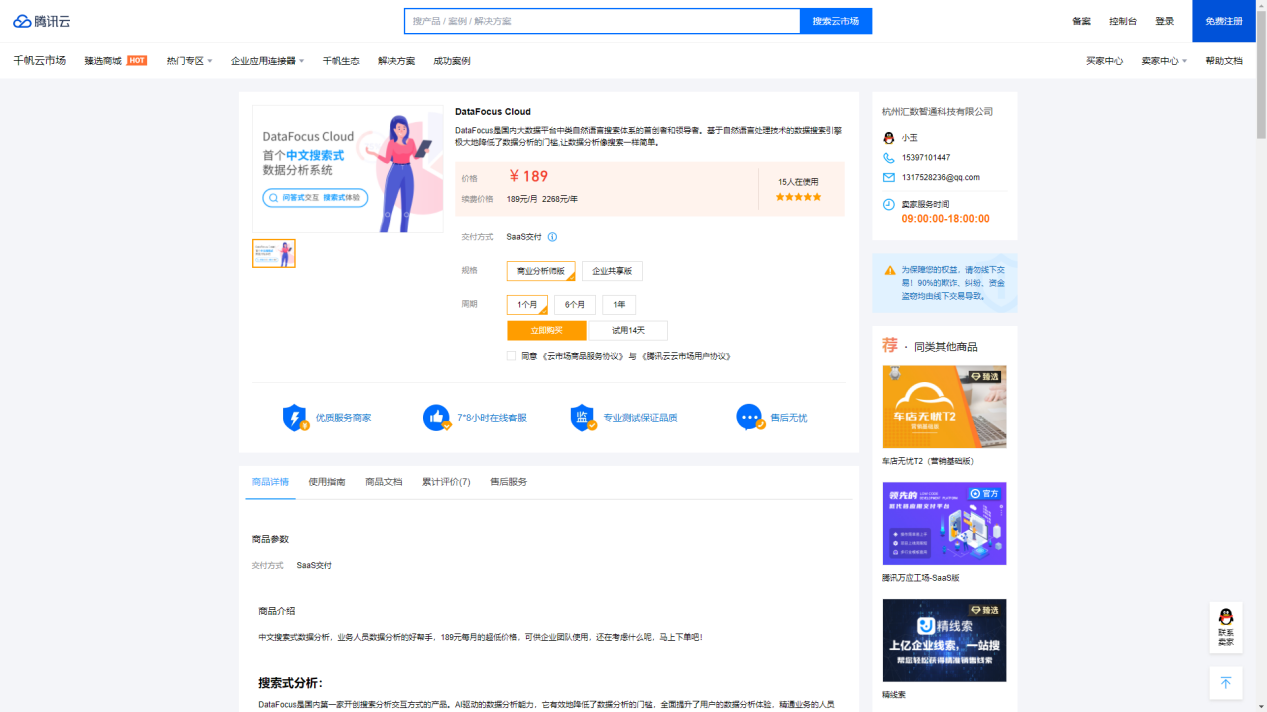 腾讯云
搜产品 / 案例 / 解决方案
搜索云市场
备案 控制台 登录 免费注册
千帆云市场 臻选商城 HOT 热门专区 企业应用连接器 千帆生态 解决方案 成功案例 买家中心 卖家中心 帮助文档
DataFocus Cloud
首个中文搜索式
数据分析系统
问答式交互 搜索式体验
DataFocus Cloud
DataFocus是国内大数据平台中类自然语言搜索体系的首创者和领导者。基于自然语言处理技术的数据搜索引擎
极大地降低了数据分析的门槛,让数据分析像搜索一样简单。
价格 ¥ 189
续费价格 189元/月 2268元/年
15人在使用
交付方式 SaaS交付
规格 商业分析师版 企业共享版
周期 1个月 6个月 1年
立即购买 试用14天
同意 《云市场商品服务协议》 与 《腾讯云云市场用户协议》
优质服务商家 7*8小时在线客服 专业测试保证品质 售后无忧
商品详情 使用指南 商品文档 累计评价(7) 售后服务
商品参数
交付方式 SaaS交付
商品介绍
中文搜索式数据分析，业务人员数据分析的好帮手，189元每月的超低价格，可供企业团队使用，还在考虑什么呢，马上下单吧!
搜索式分析：
DataFocus是国内第一家开创搜索分析交互方式的产品。AI驱动的数据分析能力，它有效地降低了数据分析的门槛，全面提升了用户的数据分析体验，精通业务的人员
杭州汇数智通科技有限公司
小玉
15397101447
1317528236@qq.com
卖家服务时间
09:00:00-18:00:00
为保障您的权益，请勿线下交
易！90%的欺诈、纠纷、资金
盗窃均由线下交易导致。
荐 · 同类其他商品
臻选
车店无忧T2
营销基础版
车店无忧T2（营销基础版）
领先的
官方
新代码应用交付平台
腾讯万应工场-SaaS版
臻选
精线索
上亿企业线索，一站搜
帮您轻松获得精准销售线索
精线索
联系
卖家